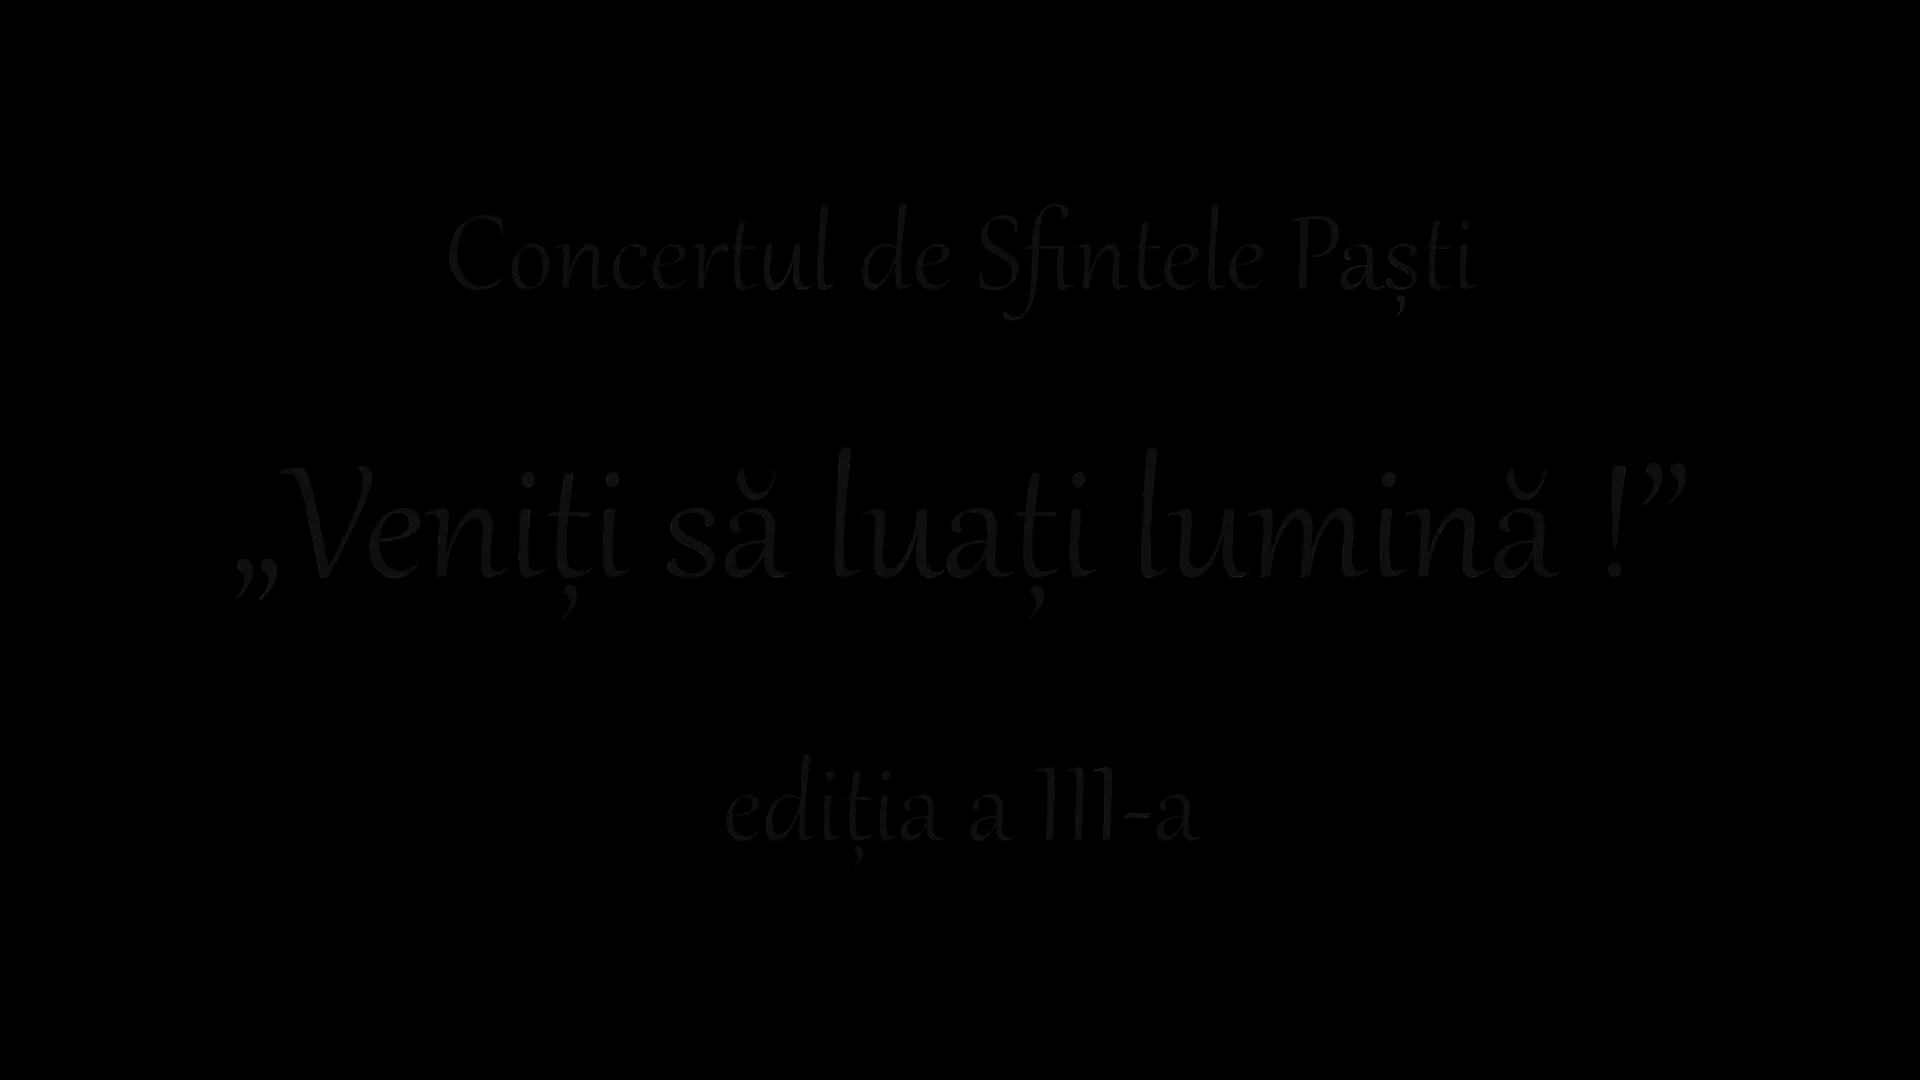 Concertul de Sfintele Paști
„Veniți să luați lumină !”
ediția a III-a